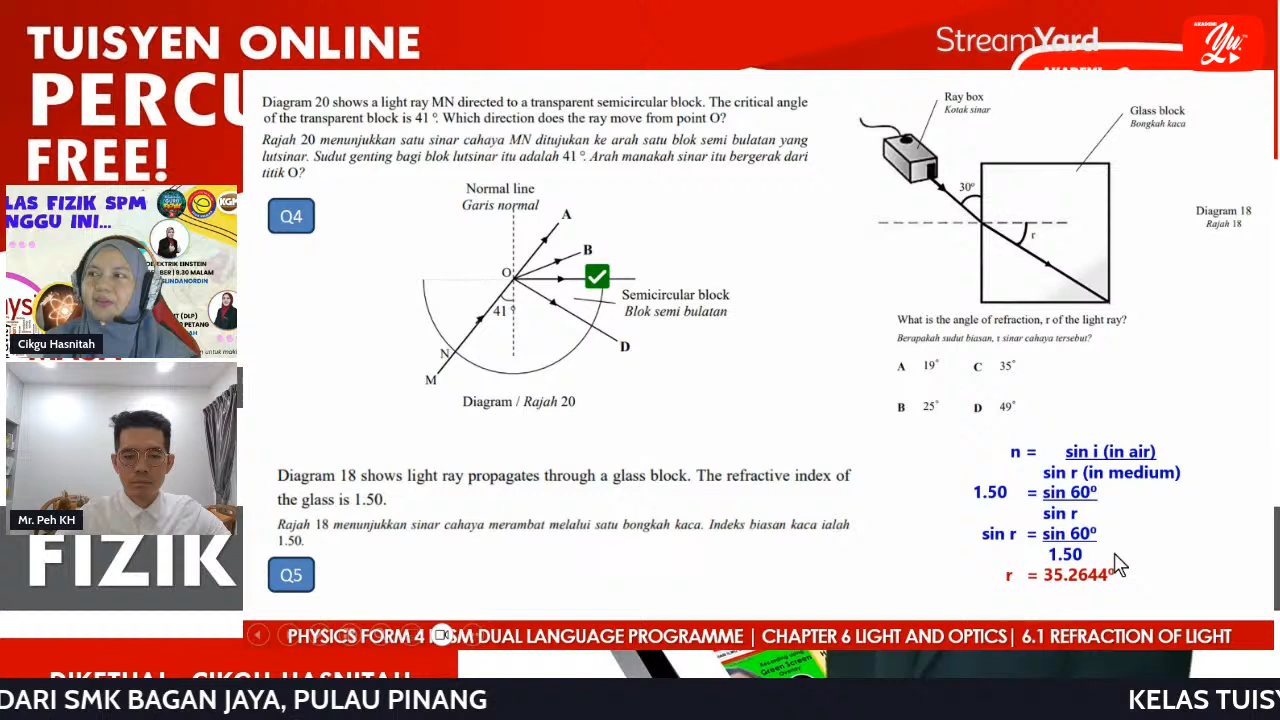 TUISYEN ONLINE
StreamYard
AKADEMI
Yu
Diagram 20 shows a light ray MN directed to a transparent semicircular block. The critical angle
of the transparent block is 41 º. Which direction does the ray move from point O?
Rajah 20 menunjukkan satu sinar cahaya MN ditujukan ke arah satu blok semi bulatan yang
lutsinar. Sudut genting bagi blok lutsinar itu adalah 41 º. Arah manakah sinar itu bergerak dari
titik O?
FREE!
Q4
Normal line
Garis normal
A
B
O
41 º
Semicircular block
Blok semi bulatan
D
N
M
Diagram / Rajah 20
Ray box
Kotak sinar
Glass block
Bongkah kaca
30º
r
Diagram 18
Rajah 18
What is the angle of refraction, r of the light ray?
Berapakah sudut biasan, r sinar cahaya tersebut?
A 19˚ C 35˚
B 25˚ D 49˚
Diagram 18 shows light ray propagates through a glass block. The refractive index of
the glass is 1.50.
Rajah 18 menunjukkan sinar cahaya merambat melalui satu bongkah kaca. Indeks biasan kaca ialah
1.50.
Q5
n = sin i (in air)
sin r (in medium)
1.50 = sin 60º
sin r
sin r = sin 60º
1.50
r = 35.2644º
FIZIK SPM
Cikgu Hasnitah
Mr. Peh KH
FIZIK
DUAL LANGUAGE PROGRAMME | CHAPTER 6 LIGHT AND OPTICS| 6.1 REFRACTION OF LIGHT
PHYSICS FORM 4
Green Screen
DARI SMK BAGAN JAYA, PULAU PINANG